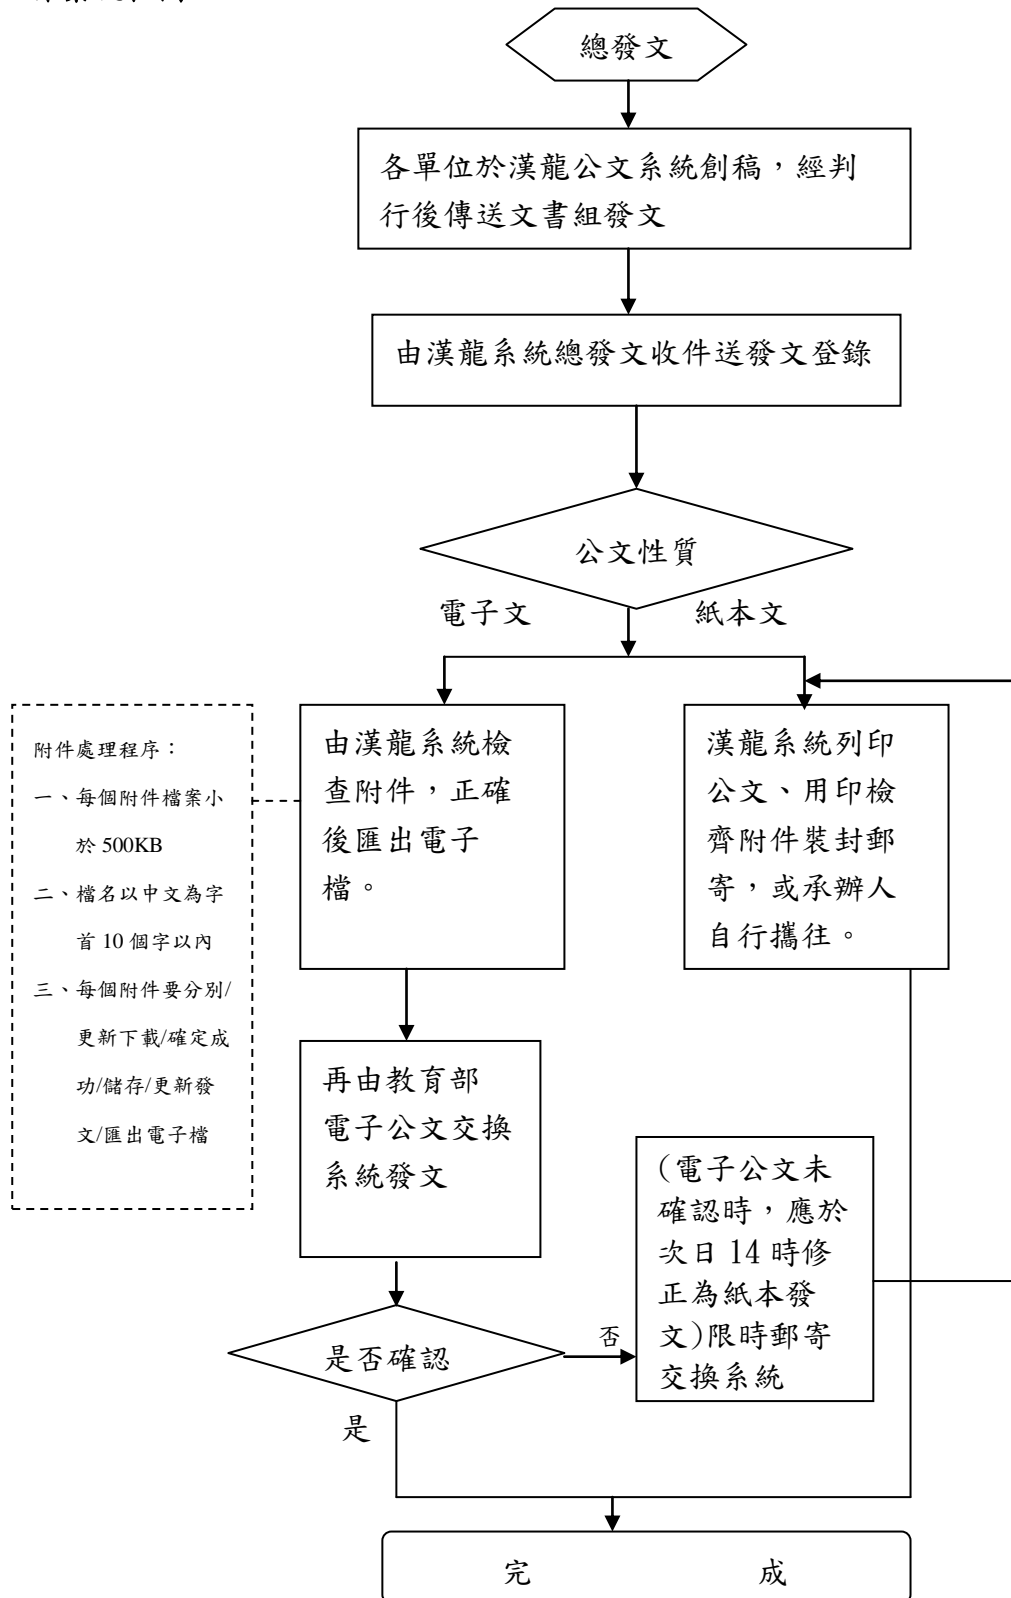 總發文
各單位於漢龍公文系統創稿，經判
行後傳送文書組發文
由漢龍系統總發文收件送發文登錄
公文性質
電子文
紙本文
附件處理程序：
一、每個附件檔案小
於 500KB
二、檔名以中文為字
首 10 個字以內
三、每個附件要分別/
更新下載/確定成
功/儲存/更新發
文/匯出電子檔
由漢龍系統檢
查附件，正確
後匯出電子
檔。
漢龍系統列印
公文、用印檢
齊附件裝封郵
寄，或承辦人
自行攜往。
再由教育部
電子公文交換
系統發文
(電子公文未
確認時，應於
次日 14 時修
正為紙本發
文)限時郵寄
交換系統
是否確認
否
是
完 成